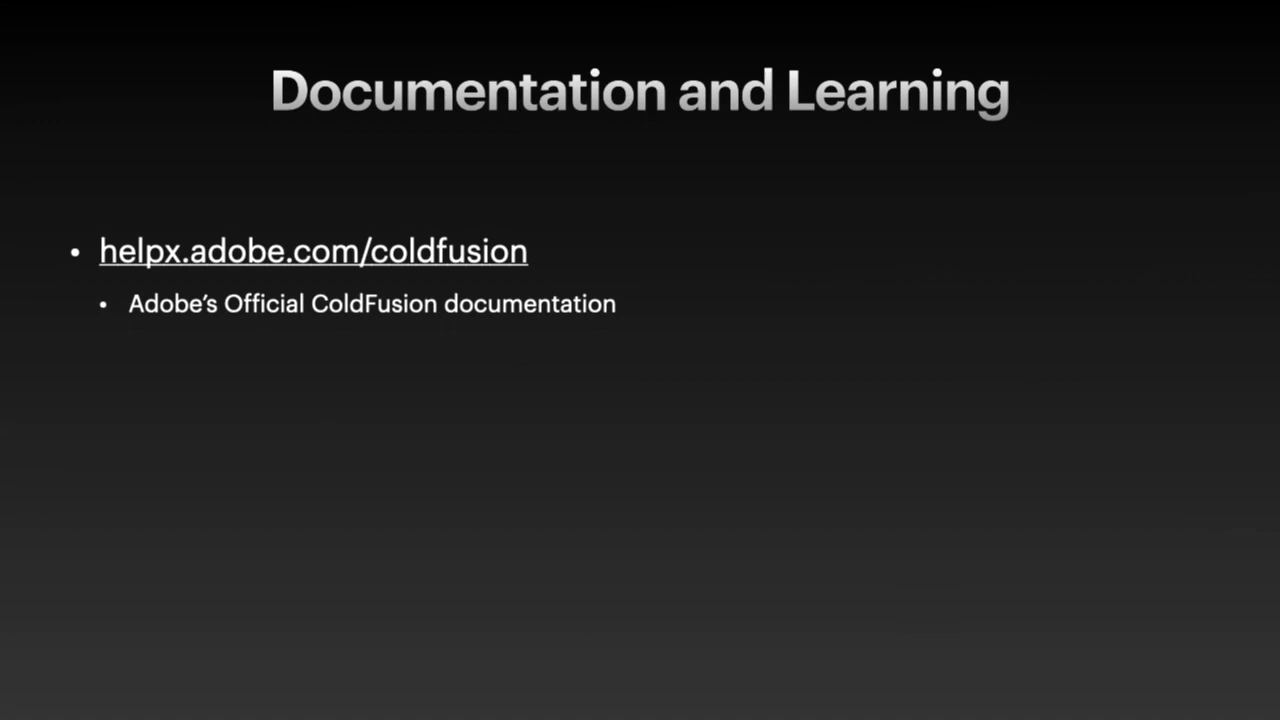 Documentation and Learning
• helpx.adobe.com/coldfusion
• Adobe’s Official ColdFusion documentation